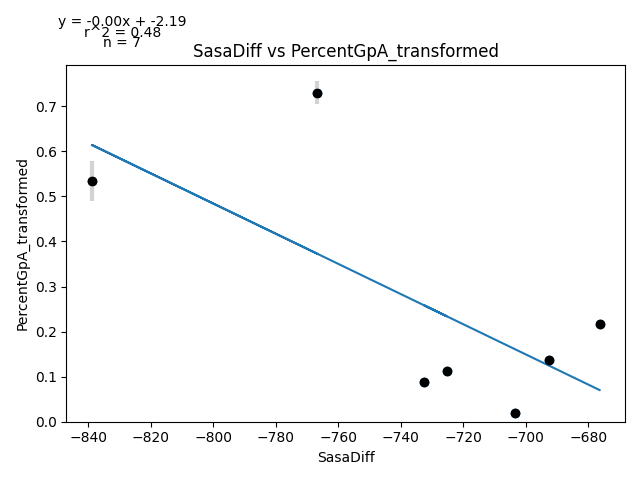 y = -0.00x + -2.19
r^2 = 0.48
n = 7
SasaDiff vs PercentGpA_transformed
PercentGpA_transformed
0.7
0.6
0.5
0.4
0.3
0.2
0.1
0.0
−840 −820 −800 −780 −760 −740 −720 −700 −680
SasaDiff